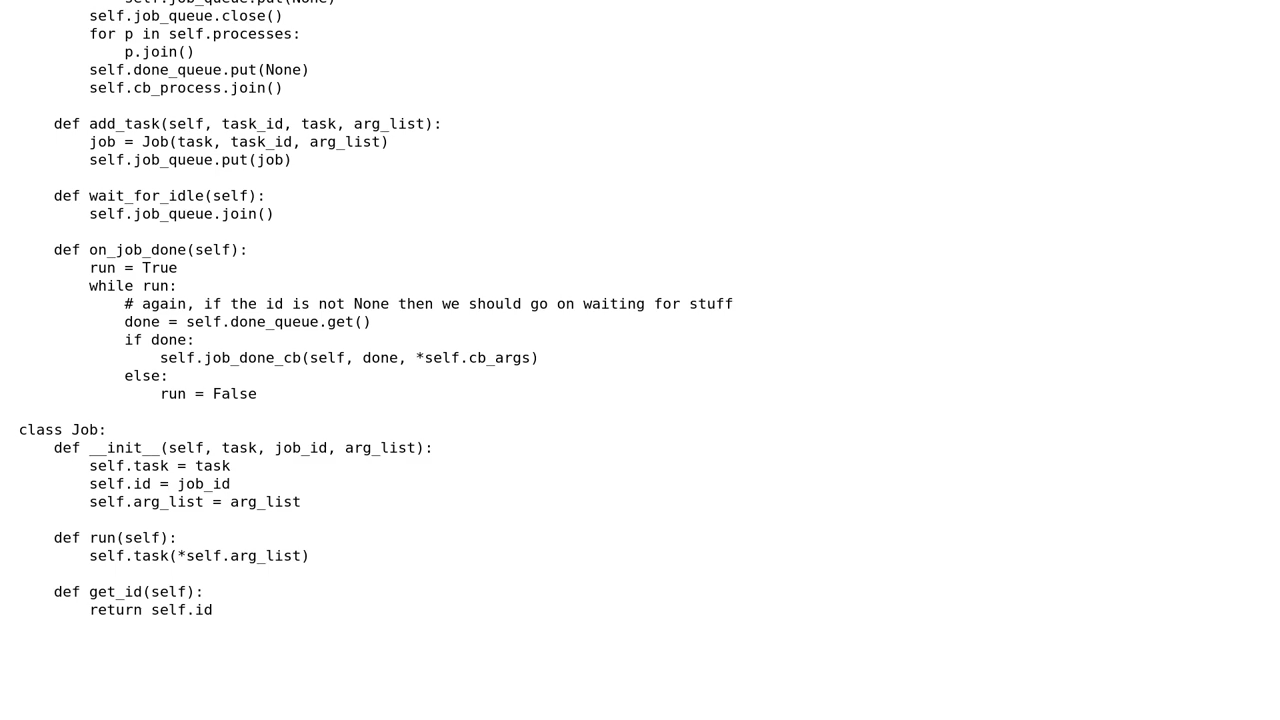 self.job_queue.put(None)
        self.job_queue.close()
        for p in self.processes:
            p.join()
        self.done_queue.put(None)
        self.cb_process.join()

    def add_task(self, task_id, task, arg_list):
        job = Job(task, task_id, arg_list)
        self.job_queue.put(job)

    def wait_for_idle(self):
        self.job_queue.join()

    def on_job_done(self):
        run = True
        while run:
            # again, if the id is not None then we should go on waiting for stuff
            done = self.done_queue.get()
            if done:
                self.job_done_cb(self, done, *self.cb_args)
            else:
                run = False

class Job:
    def __init__(self, task, job_id, arg_list):
        self.task = task
        self.id = job_id
        self.arg_list = arg_list

    def run(self):
        self.task(*self.arg_list)

    def get_id(self):
        return self.id